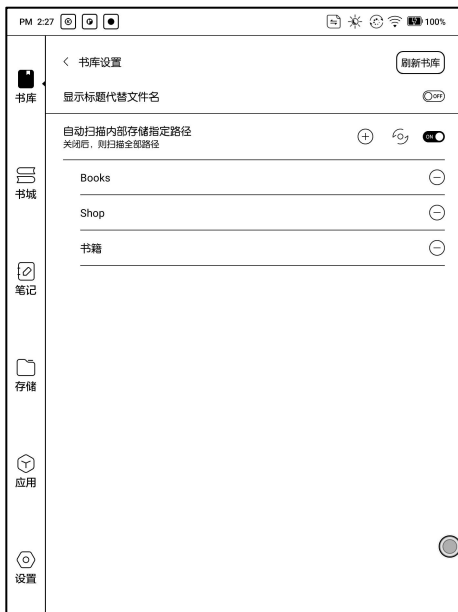 PM 2:27
100%
书库设置
刷新书库
显示标题代替文件名
OFF
自动扫描内部存储指定路径
关闭后，则扫描全部路径
ON
Books
Shop
书籍
书库
书城
笔记
存储
应用
设置